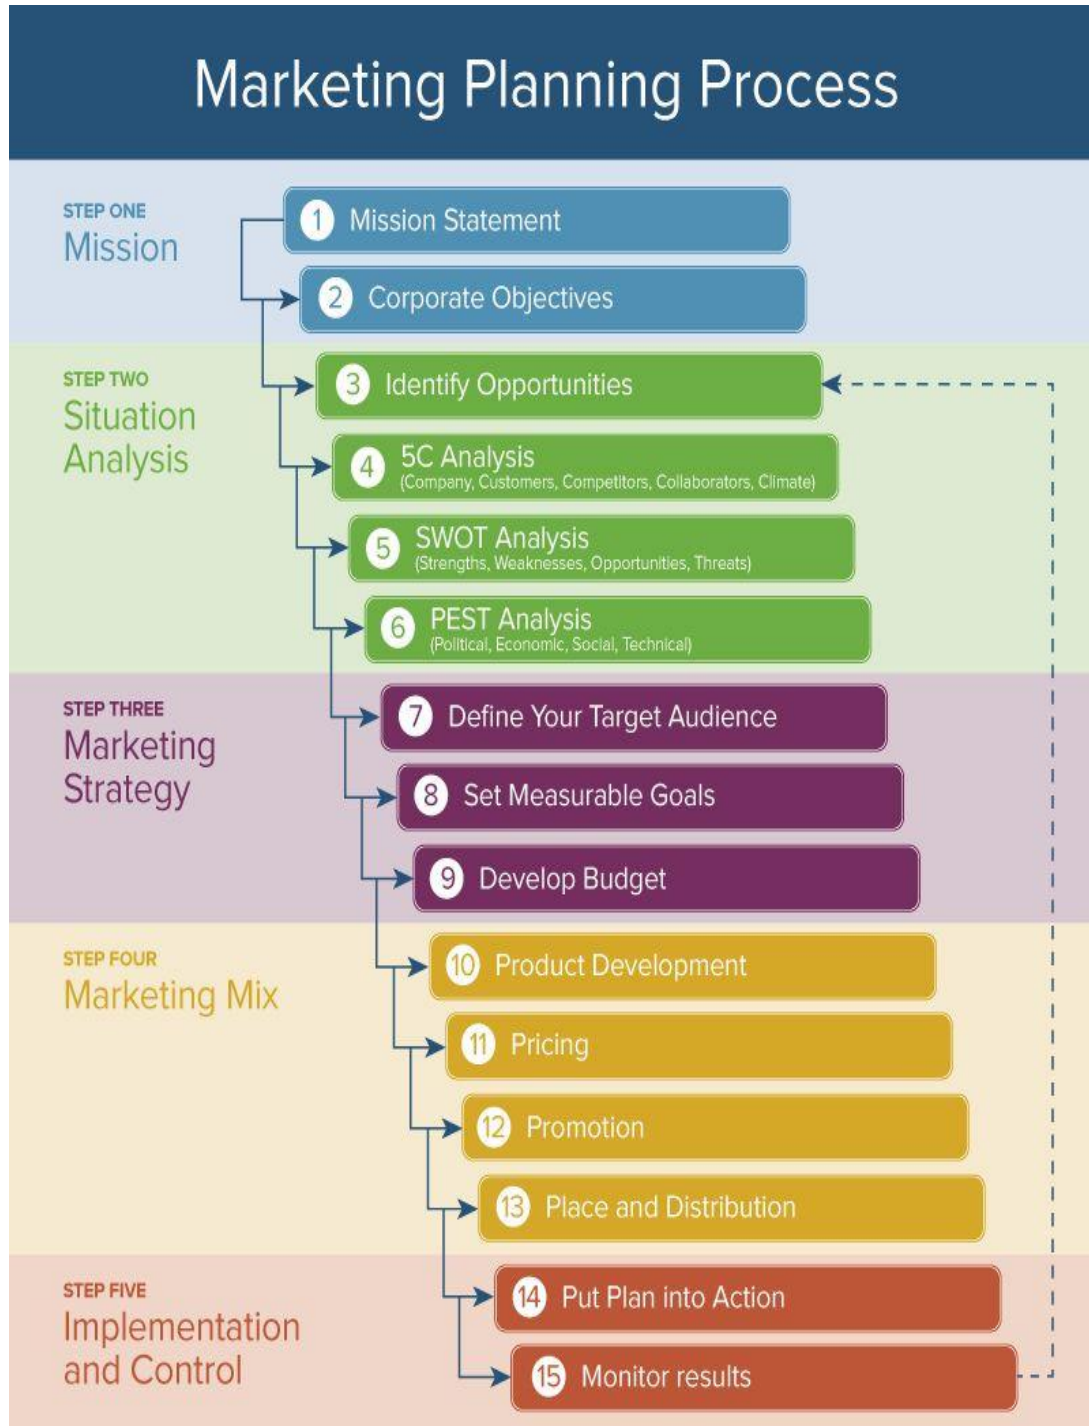 Marketing Planning Process
STEP ONE
Mission
1 Mission Statement
2 Corporate Objectives
STEP TWO
Situation
Analysis
3 Identify Opportunities
4 5C Analysis
(Company, Customers, Competitors, Collaborators, Climate)
5 SWOT Analysis
(Strengths, Weaknesses, Opportunities, Threats)
6 PEST Analysis
(Political, Economic, Social, Technical)
STEP THREE
Marketing
Strategy
7 Define Your Target Audience
8 Set Measurable Goals
9 Develop Budget
STEP FOUR
Marketing Mix
10 Product Development
11 Pricing
12 Promotion
13 Place and Distribution
STEP FIVE
Implementation
and Control
14 Put Plan into Action
15 Monitor results